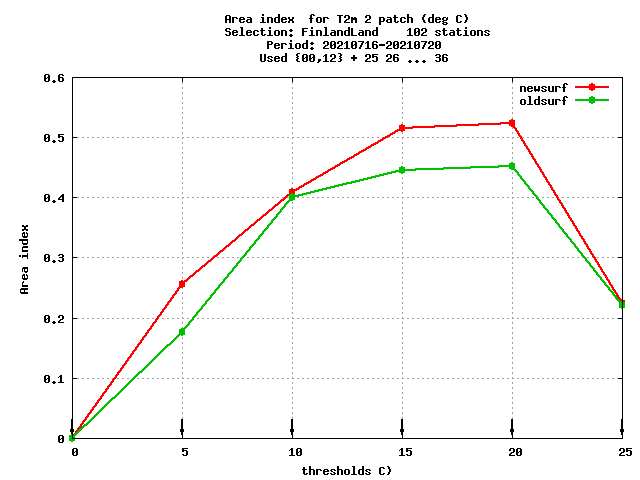 Area index  for T2m 2 patch (deg C)
Selection: FinlandLand    102 stations
Period: 20210716-20210720
Used {00,12} + 25 26 ... 36
newsurf
oldsurf
0.6
0.5
0.4
0.3
0.2
0.1
0
Area index
0 5 10 15 20 25
thresholds C)